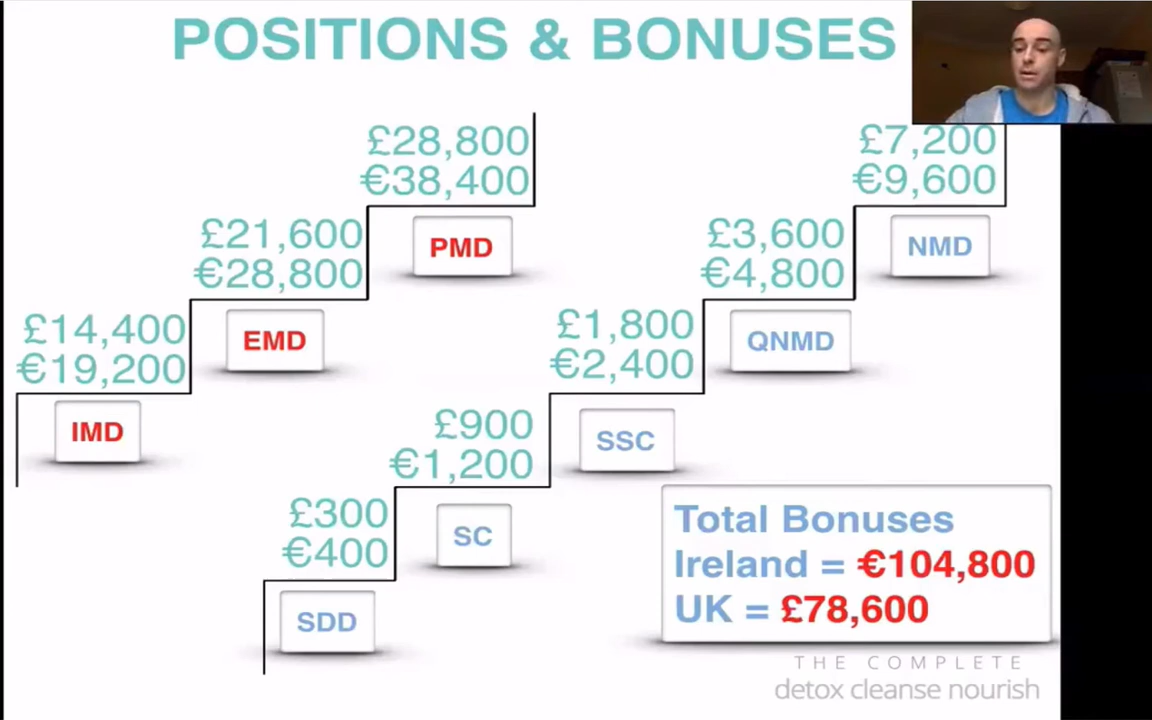 POSITIONS & BONUSES
£28,800
€38,400
PMD
£21,600
€28,800
EMD
£14,400
€19,200
IMD
£7,200
€9,600
NMD
£3,600
€4,800
QNMD
£1,800
€2,400
SSC
£900
€1,200
SC
£300
€400
SDD
Total Bonuses
Ireland = €104,800
UK = £78,600
THE COMPLETE
detox cleanse nourish